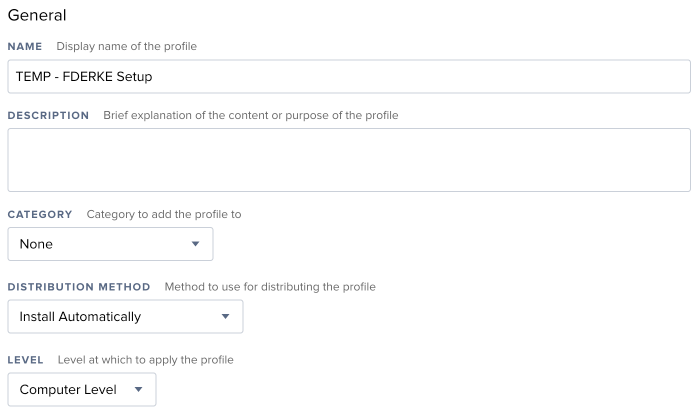 General
NAME Display name of the profile
TEMP - FDERKE Setup
DESCRIPTION Brief explanation of the content or purpose of the profile
CATEGORY Category to add the profile to
None
DISTRIBUTION METHOD Method to use for distributing the profile
Install Automatically
LEVEL Level at which to apply the profile
Computer Level